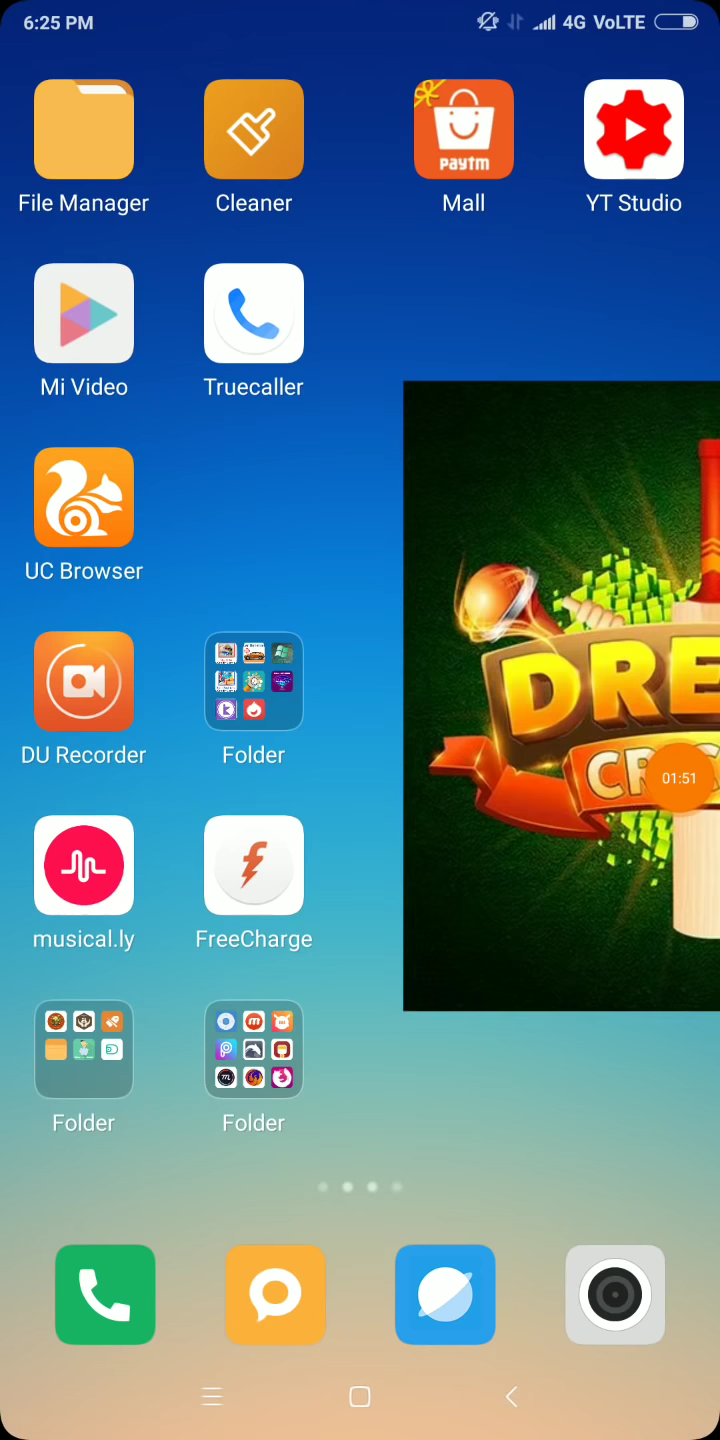 6:25 PM
4G VoLTE
File Manager
Cleaner
paytm
Mall
YT Studio
Mi Video
Truecaller
UC Browser
DRE
CR
01:51
DU Recorder
Folder
musical.ly
FreeCharge
Folder
Folder